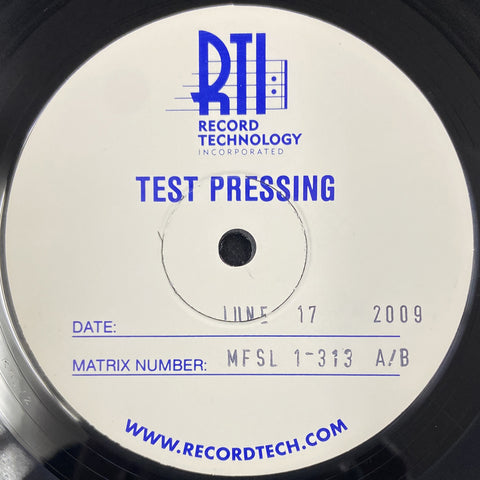 RTI
RECORD
TECHNOLOGY
INCORPORATED
TEST PRESSING
DATE: JUNE 17 2009
MATRIX NUMBER: MFSL 1-313 A/B
WWW.RECORDTECH.COM